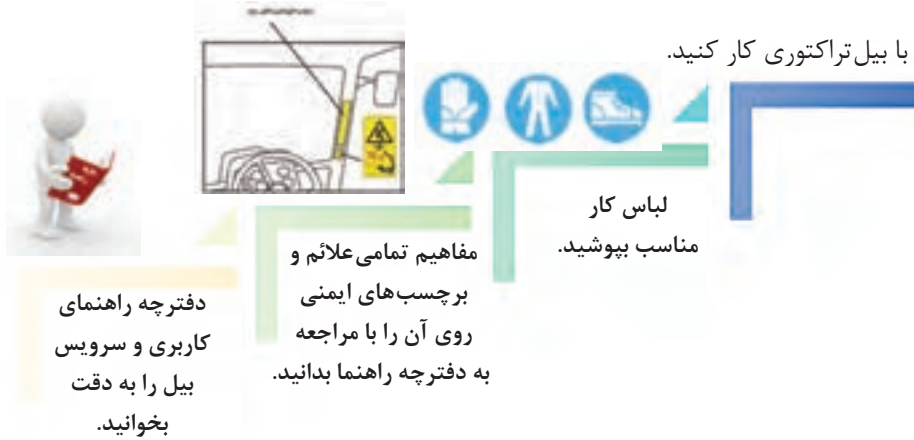 با بیل‌تراکتوری کار کنید.
لباس کار
مناسب بپوشید.
مفاهیم تمامی علائم و
برچسب‌های ایمنی
روی آن را با مراجعه
به دفترچه راهنما بدانید.
دفترچه راهنمای
کاربری و سرویس
بیل را به دقت
بخوانید.